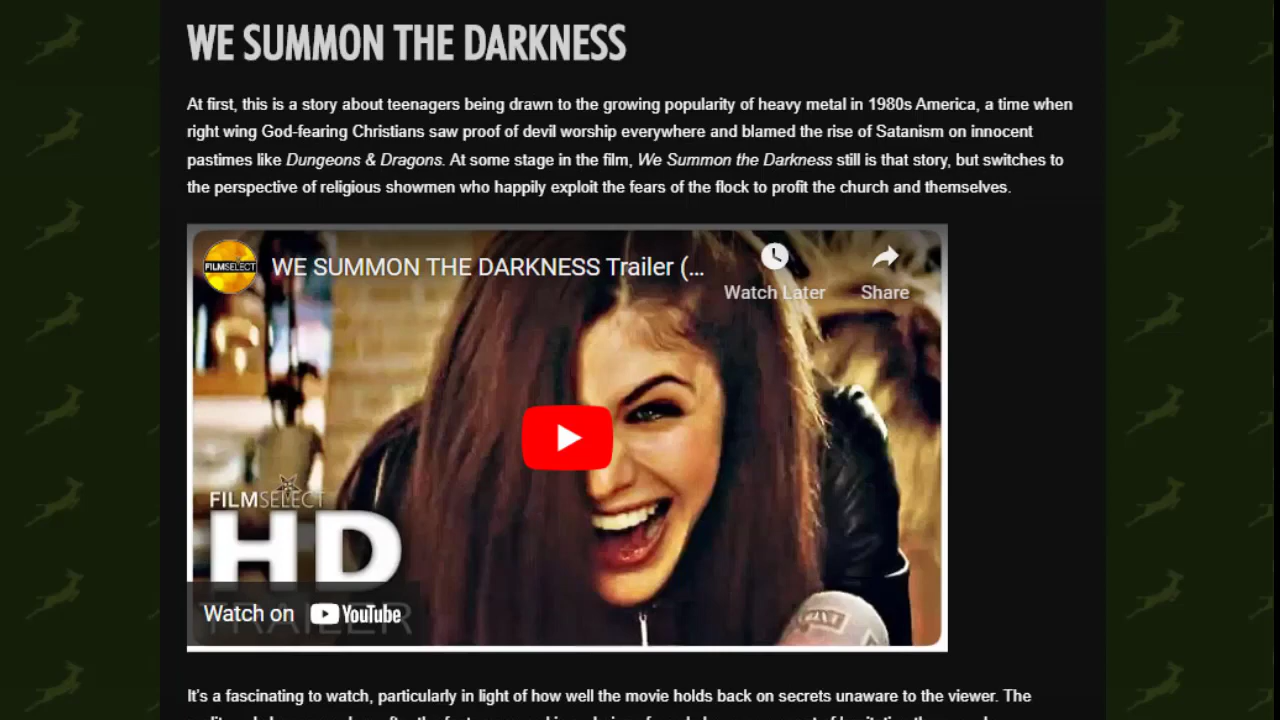 WE SUMMON THE DARKNESS
At first, this is a story about teenagers being drawn to the growing popularity of heavy metal in 1980s America, a time when
right wing God-fearing Christians saw proof of devil worship everywhere and blamed the rise of Satanism on innocent
pastimes like Dungeons & Dragons. At some stage in the film, We Summon the Darkness still is that story, but switches to
the perspective of religious showmen who happily exploit the fears of the flock to profit the church and themselves.
FILMSELECT
WE SUMMON THE DARKNESS Trailer (...
Watch Later
Share
FILMSELECT
HD
TRAILER
Watch on YouTube
It's a fascinating to watch, particularly in light of how well the movie holds back on secrets unaware to the viewer. The